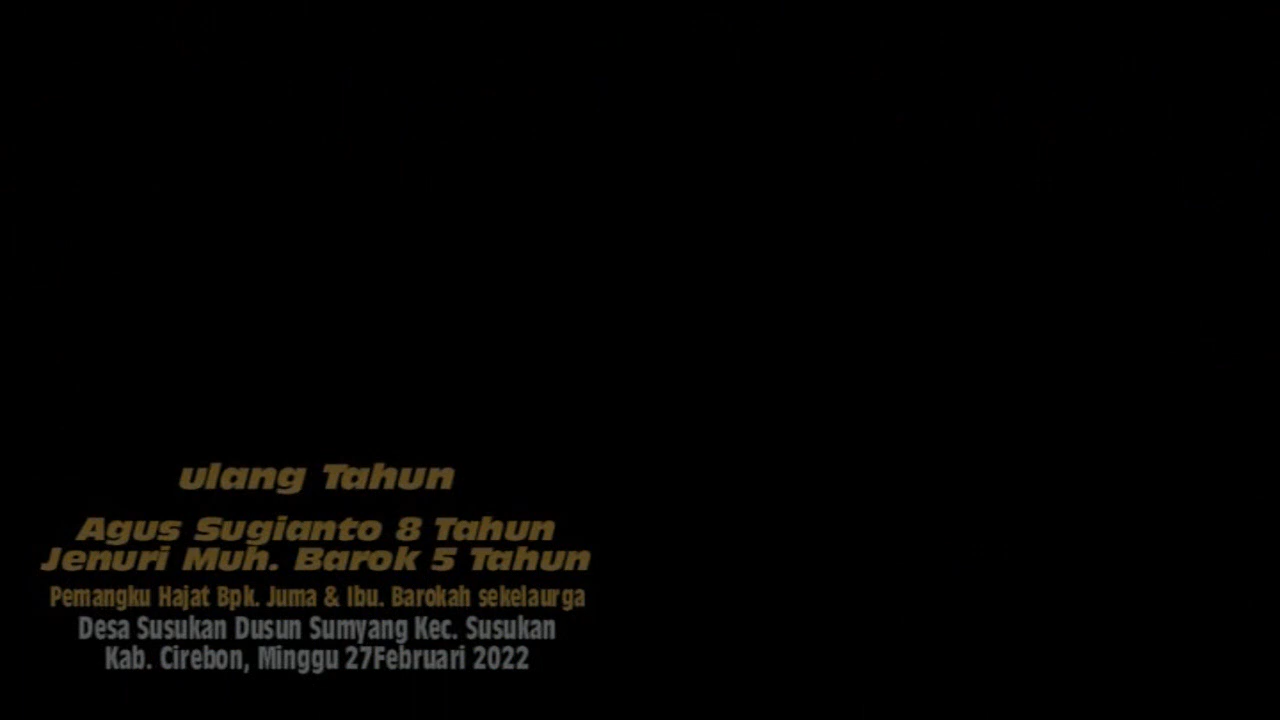 ulang Tahun
Agus Sugianto 8 Tahun
Jenuri Muh. Barok 5 Tahun
Pemangku Hajat Bpk. Juma & Ibu. Barokah sekelaurga
Desa Susukan Dusun Sumyang Kec. Susukan
Kab. Cirebon, Minggu 27Februari 2022